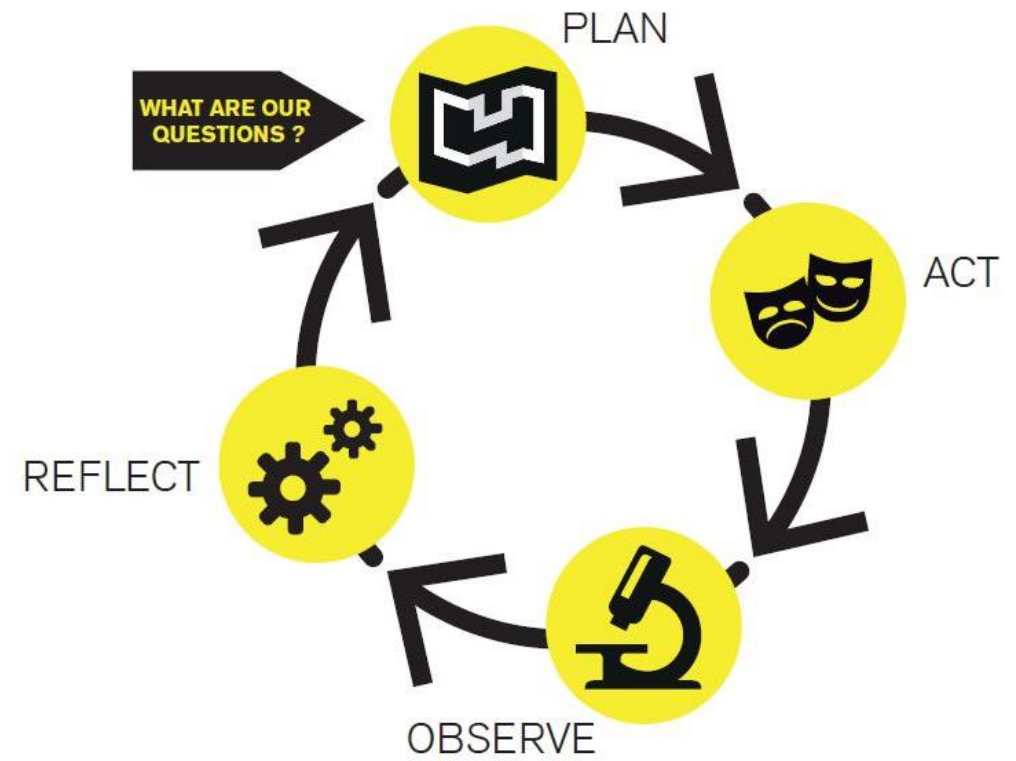 PLAN
WHAT ARE OUR
QUESTIONS ?
ACT
REFLECT
OBSERVE